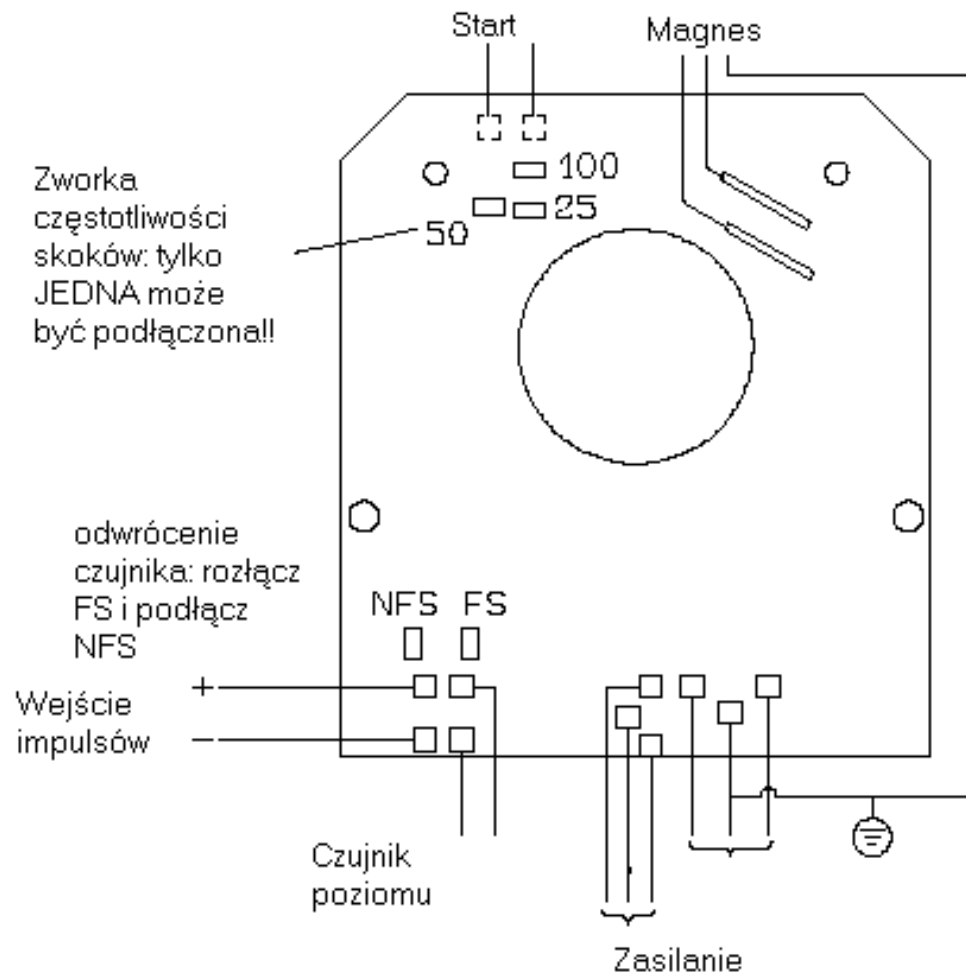 Start
Magnes
Zworka
częstotliwości
skoków: tylko
JEDNA może
być podłączona!!
100
25
50
odwrócenie
czujnika: rozłącz
FS i podłącz
NFS
NFS FS
Wejście
impulsów
+
−
Czujnik
poziomu
Zasilanie